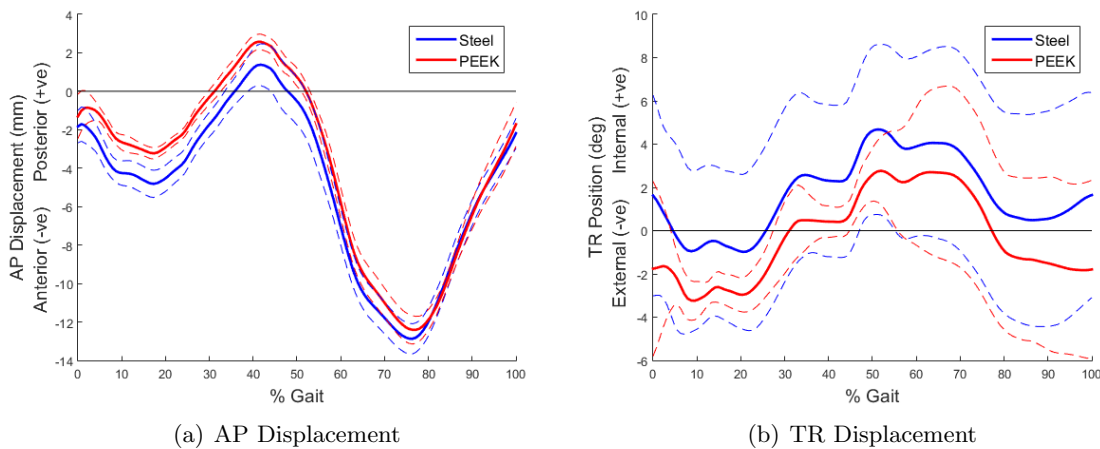 4
2
0
-2
-4
-6
-8
-10
-12
-14
AP Displacement (mm)
Anterior (-ve) Posterior (+ve)
Steel
PEEK
0 10 20 30 40 50 60 70 80 90 100
% Gait
(a) AP Displacement
10
8
6
4
2
0
-2
-4
-6
TR Position (deg)
External (-ve) Internal (+ve)
Steel
PEEK
0 10 20 30 40 50 60 70 80 90 100
% Gait
(b) TR Displacement